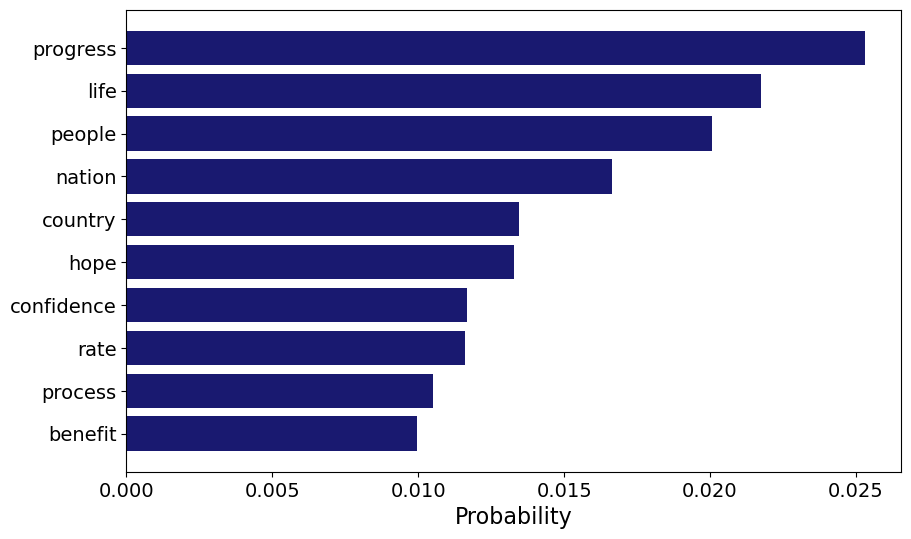 progress
life
people
nation
country
hope
confidence
rate
process
benefit
0.000 0.005 0.010 0.015 0.020 0.025
Probability